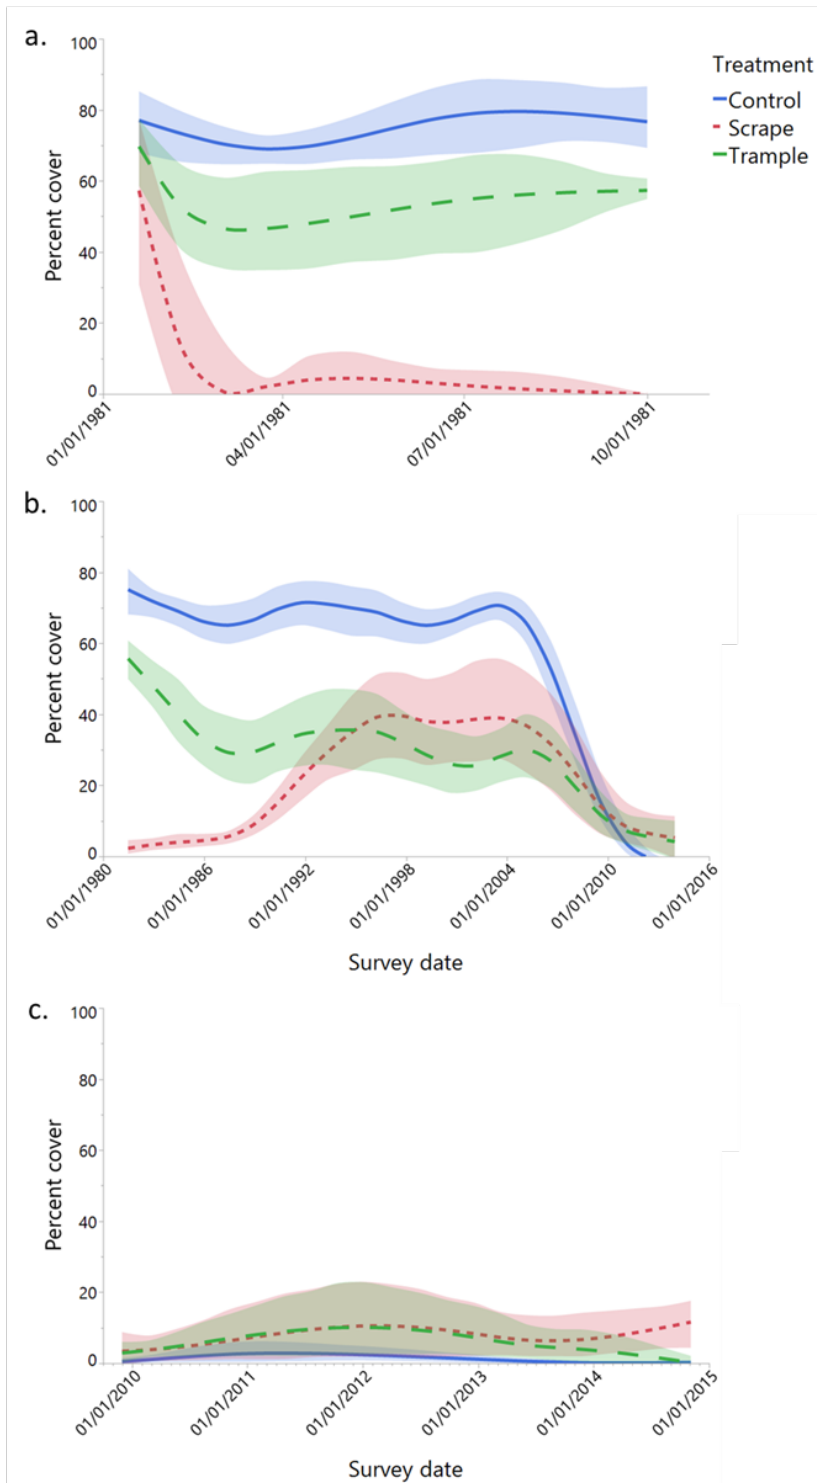 a.
100
80
60
40
20
0
Percent cover
01/01/1981
04/01/1981
07/01/1981
10/01/1981
Treatment
Control
Scrape
Trample
b.
100
80
60
40
20
0
Percent cover
01/01/1980
01/01/1986
01/01/1992
01/01/1998
01/01/2004
01/01/2010
01/01/2016
Survey date
c.
100
80
60
40
20
0
Percent cover
01/01/2010
01/01/2011
01/01/2012
01/01/2013
01/01/2014
01/01/2015
Survey date